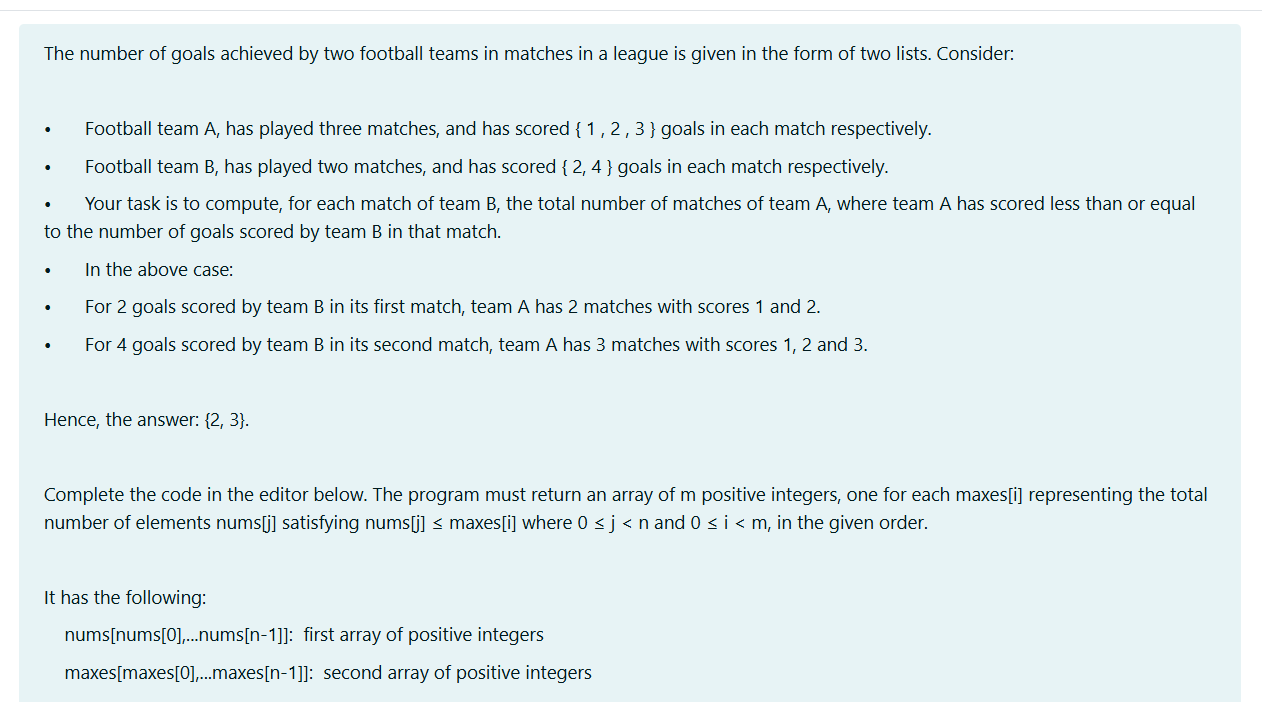 The number of goals achieved by two football teams in matches in a league is given in the form of two lists. Consider:
• Football team A, has played three matches, and has scored { 1 , 2 , 3 } goals in each match respectively.
• Football team B, has played two matches, and has scored { 2, 4 } goals in each match respectively.
• Your task is to compute, for each match of team B, the total number of matches of team A, where team A has scored less than or equal
to the number of goals scored by team B in that match.
• In the above case:
• For 2 goals scored by team B in its first match, team A has 2 matches with scores 1 and 2.
• For 4 goals scored by team B in its second match, team A has 3 matches with scores 1, 2 and 3.
Hence, the answer: {2, 3}.
Complete the code in the editor below. The program must return an array of m positive integers, one for each maxes[i] representing the total
number of elements nums[j] satisfying nums[j] ≤ maxes[i] where 0 ≤ j < n and 0 ≤ i < m, in the given order.
It has the following:
nums[nums[0],...nums[n-1]]: first array of positive integers
maxes[maxes[0],...maxes[n-1]]: second array of positive integers